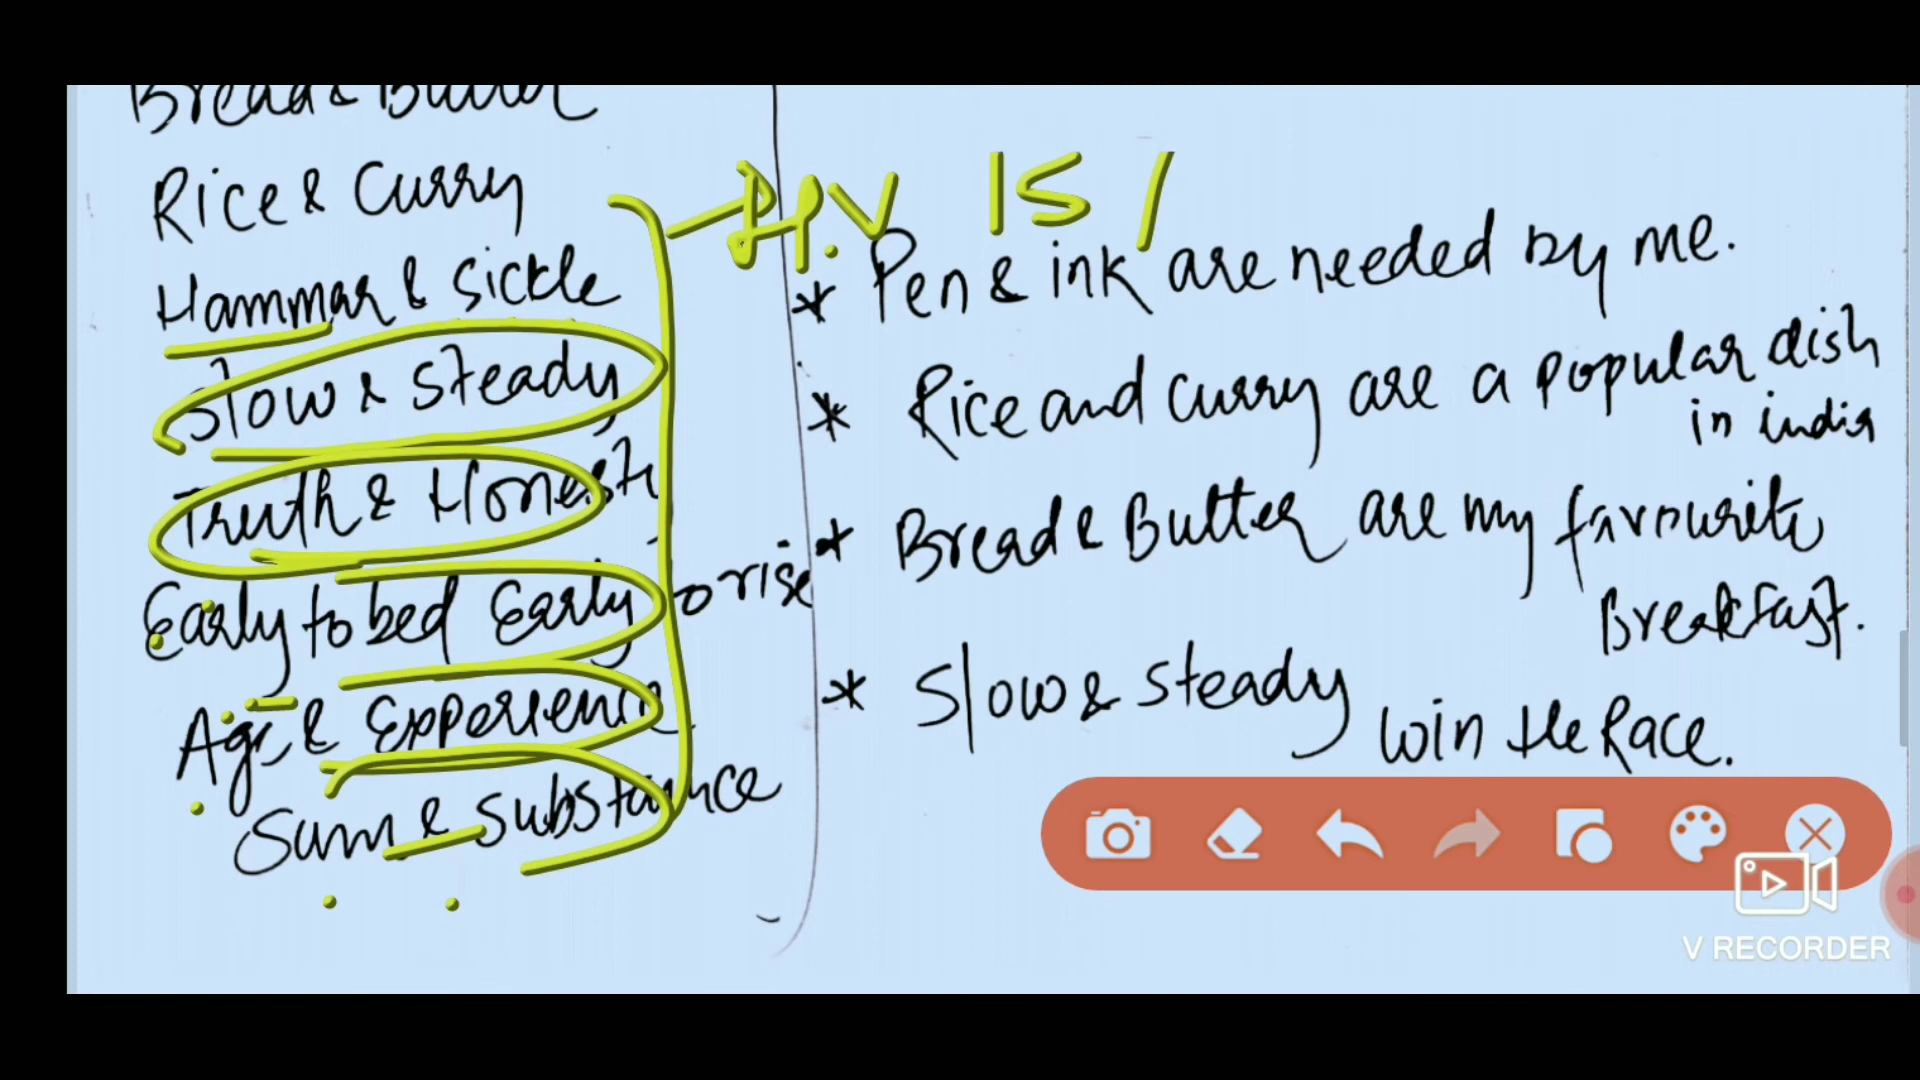 Bread & Butter
Rice & Curry
Hammar & Sickle
Slow & Steady
Truth & Honesty
Early to bed Early to rise
Age & Experience
Sum & Substance
H.V IS /
* Pen & ink are needed by me.
* Rice and curry are a popular dish
in india
* Bread & Butter are my favourite
Breakfast.
* Slow & steady
win the Race.
V RECORDER